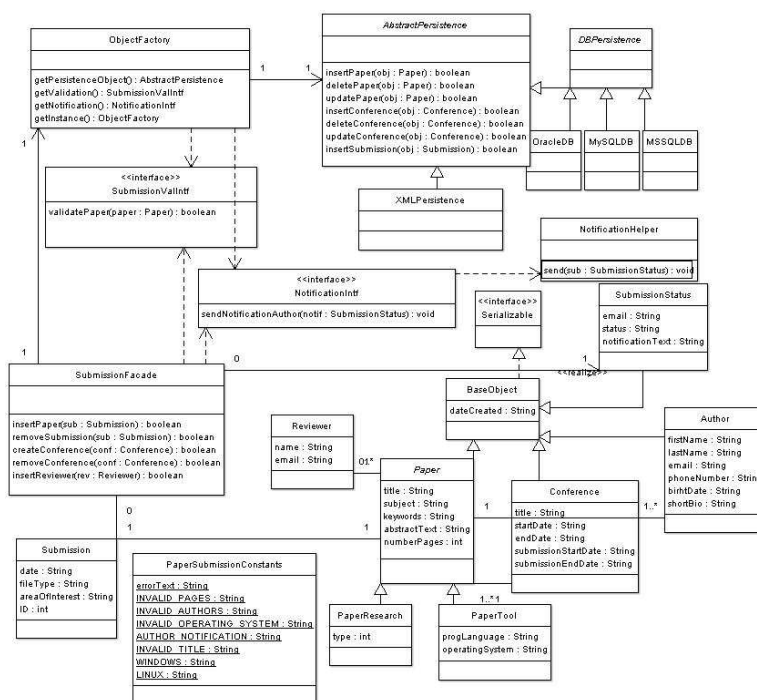 ObjectFactory
getPersistenceObject() : AbstractPersistence
getValidation() : SubmissionValIntf
getNotification() : NotificationIntf
getInstance() : ObjectFactory
1
1
AbstractPersistence
insertPaper(obj : Paper) : boolean
deletePaper(obj : Paper) : boolean
updatePaper(obj : Paper) : boolean
insertConference(obj : Conference) : boolean
deleteConference(obj : Conference) : boolean
updateConference(obj : Conference) : boolean
insertSubmission(obj : Submission) : boolean
DBPersistence
OracleDB
MySQLDB
MSSQLDB
1
<<interface>>
SubmissionValIntf
validatePaper(paper : Paper) : boolean
XMLPersistence
NotificationHelper
send(sub : SubmissionStatus) : void
<<interface>>
NotificationIntf
sendNotificationAuthor(notif : SubmissionStatus) : void
<<interface>>
Serializable
SubmissionStatus
email : String
status : String
notificationText : String
1
0
1
<<realize>>
SubmissionFacade
insertPaper(sub : Submission) : boolean
removeSubmission(sub : Submission) : boolean
createConference(conf : Conference) : boolean
removeConference(conf : Conference) : boolean
insertReviewer(rev : Reviewer) : boolean
BaseObject
dateCreated : String
Reviewer
name : String
email : String
01*
Author
firstName : String
lastName : String
email : String
phoneNumber : String
birhtDate : String
shortBio : String
Paper
title : String
subject : String
keywords : String
abstractText : String
numberPages : int
1
1..*
Conference
title : String
startDate : String
endDate : String
submissionStartDate : String
submissionEndDate : String
0
1
1
Submission
date : String
fileType : String
areaOfInterest : String
ID : int
PaperSubmissionConstants
errorText : String
INVALID_PAGES : String
INVALID_AUTHORS : String
INVALID_OPERATING_SYSTEM : String
AUTHOR_NOTIFICATION : String
INVALID_TITLE : String
WINDOWS : String
LINUX : String
1..* 1
PaperResearch
type : int
PaperTool
progLanguage : String
operatingSystem : String